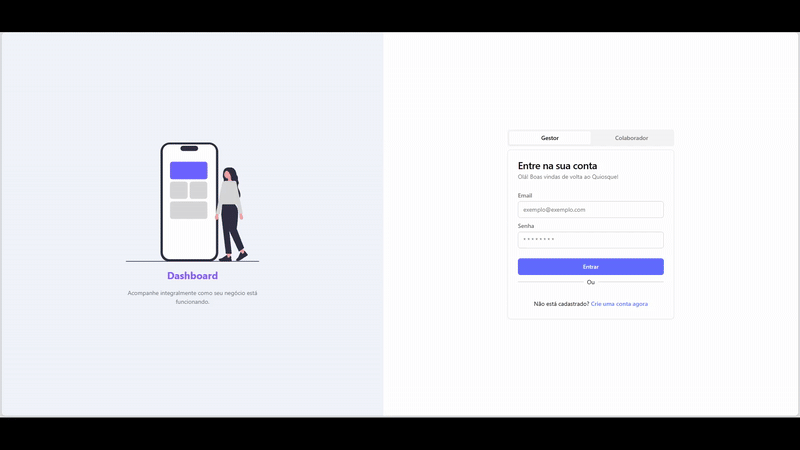 Dashboard
Acompanhe integralmente como seu negócio está
funcionando.
Gestor
Colaborador
Entre na sua conta
Olá! Boas vindas de volta ao Quiosque!
Email
exemplo@exemplo.com
Senha
********
Entrar
Ou
Não está cadastrado? Crie uma conta agora